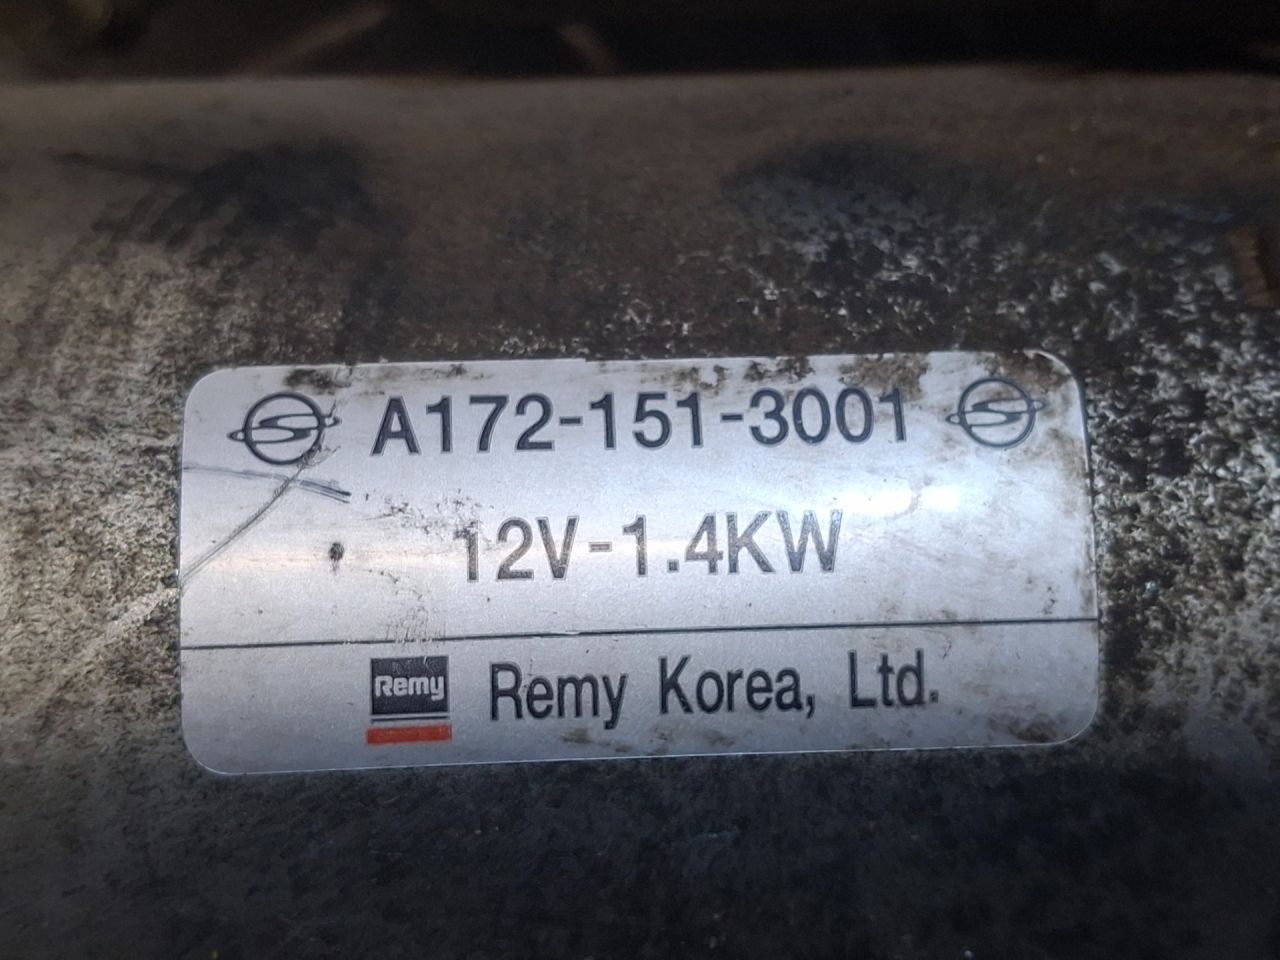 A172-151-3001
12V-1.4KW
Remy Remy Korea, Ltd.